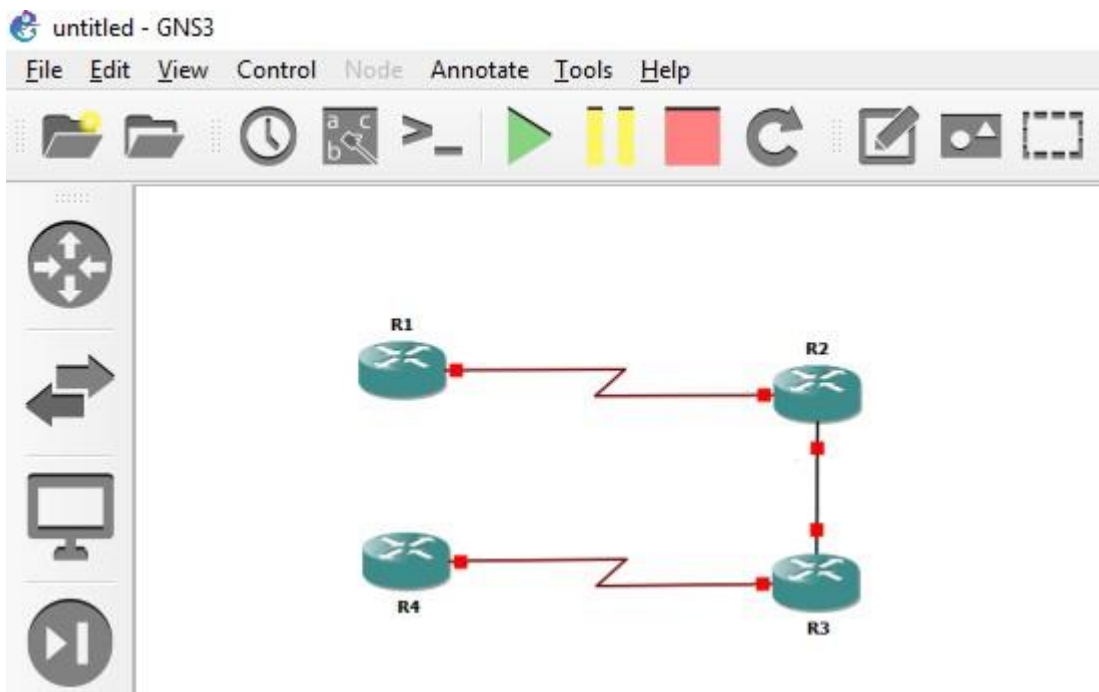 untitled - GNS3
File Edit View Control Node Annotate Tools Help
a c
b
>_
R1
R2
R4
R3